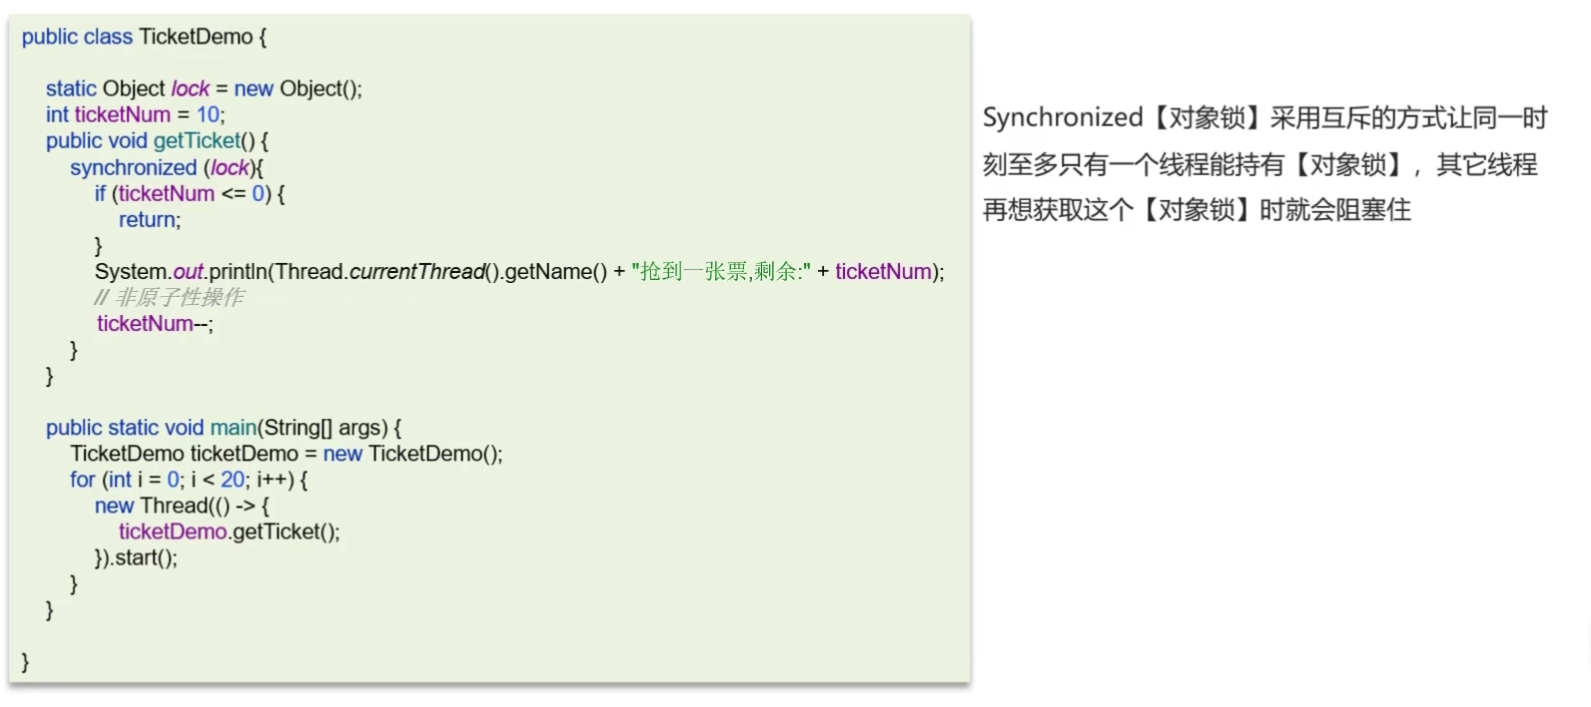 public class TicketDemo {
static Object lock = new Object();
int ticketNum = 10;
public void getTicket() {
synchronized (lock){
if (ticketNum <= 0) {
return;
}
System.out.println(Thread.currentThread().getName() + "抢到一张票,剩余:" + ticketNum);
// 非原子性操作
ticketNum--;
}
}
public static void main(String[] args) {
TicketDemo ticketDemo = new TicketDemo();
for (int i = 0; i < 20; i++) {
new Thread(() -> {
ticketDemo.getTicket();
}).start();
}
}
}
Synchronized【对象锁】采用互斥的方式让同一时
刻至多只有一个线程能持有【对象锁】，其它线程
再想获取这个【对象锁】时就会阻塞住